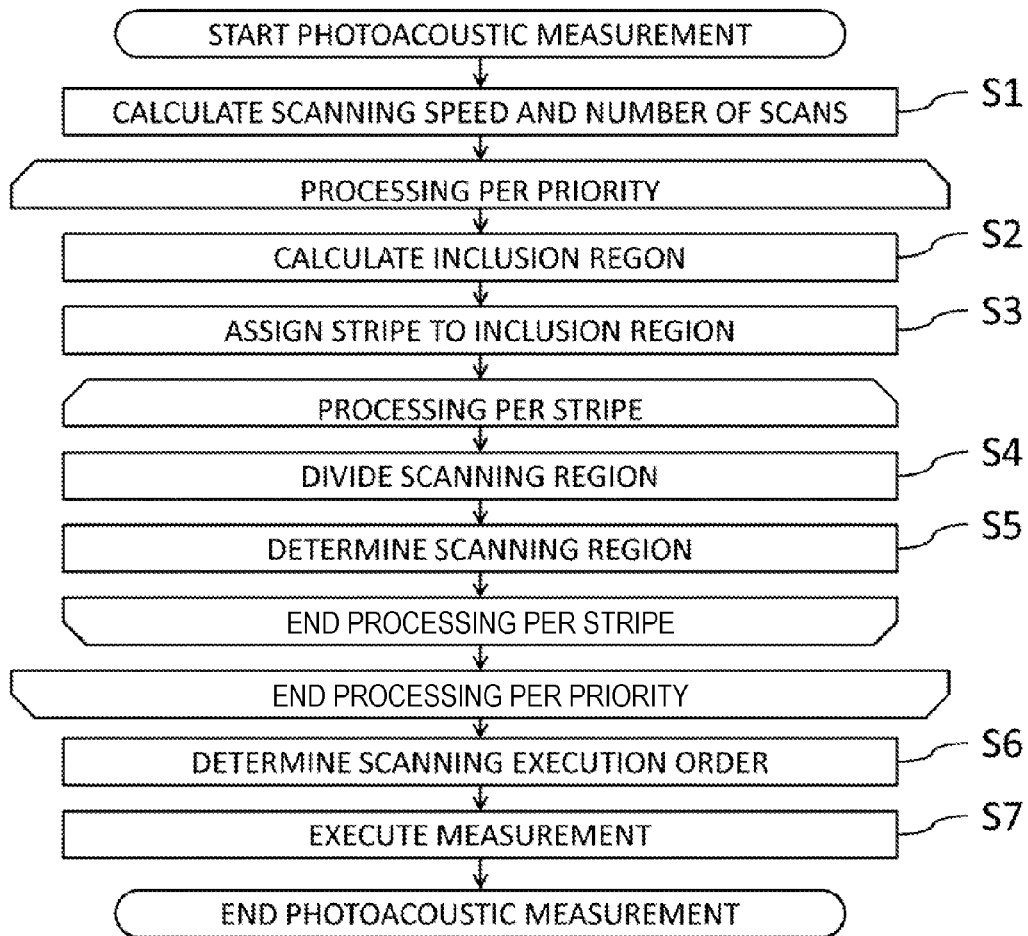 START PHOTOACOUSTIC MEASUREMENT
CALCULATE SCANNING SPEED AND NUMBER OF SCANS
S1
PROCESSING PER PRIORITY
CALCULATE INCLUSION REGON
S2
ASSIGN STRIPE TO INCLUSION REGION
S3
PROCESSING PER STRIPE
DIVIDE SCANNING REGION
S4
DETERMINE SCANNING REGION
S5
END PROCESSING PER STRIPE
END PROCESSING PER PRIORITY
DETERMINE SCANNING EXECUTION ORDER
S6
EXECUTE MEASUREMENT
S7
END PHOTOACOUSTIC MEASUREMENT